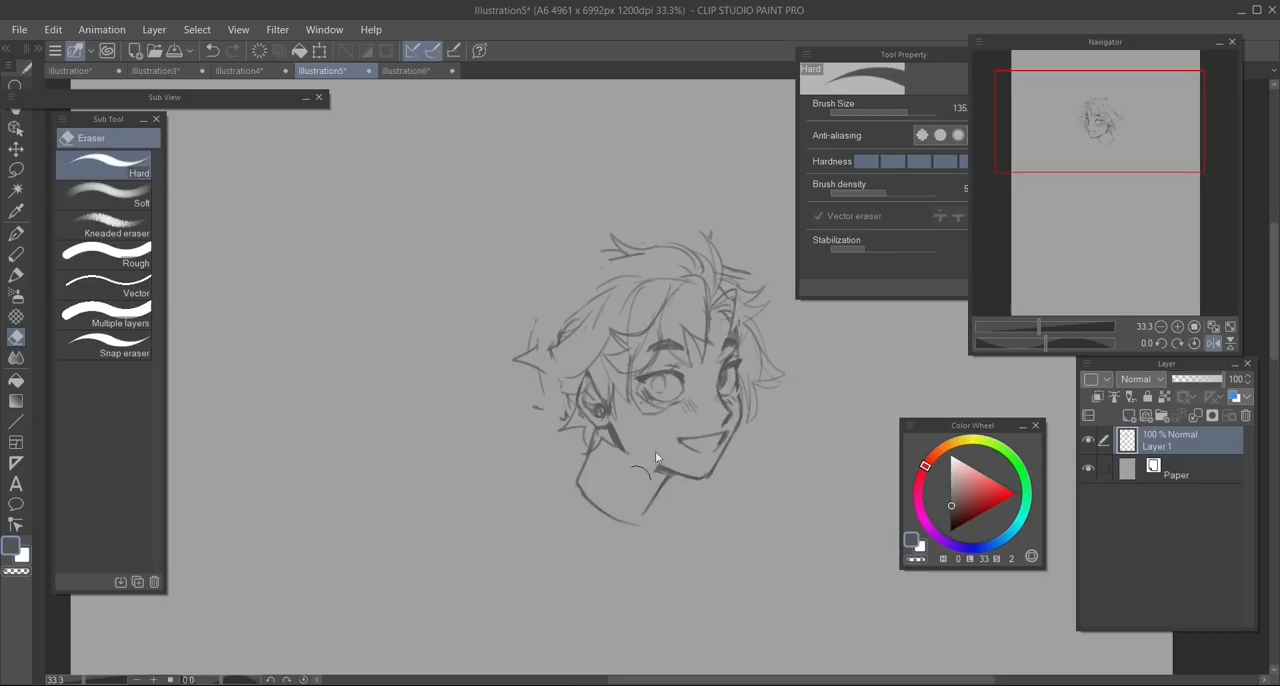 Illustration5* (A6 4961 x 6992px 1200dpi 33.3%) - CLIP STUDIO PAINT PRO
File Edit Animation Layer Select View Filter Window Help
Illustration* Illustration3* Illustration4* Illustration5* Illustration6*
Sub View
Sub Tool
Eraser
Hard
Soft
Kneaded eraser
Rough
Vector
Multiple layers
Snap eraser
Tool Property
Hard
Brush Size 135.
Anti-aliasing
Hardness
Brush density 5
Vector eraser
Stabilization
Navigator
33.3
0.0
Layer
Normal 100
100 % Normal
Layer 1
Paper
Color Wheel
H 0 L 33 S 2
33.3 0.0